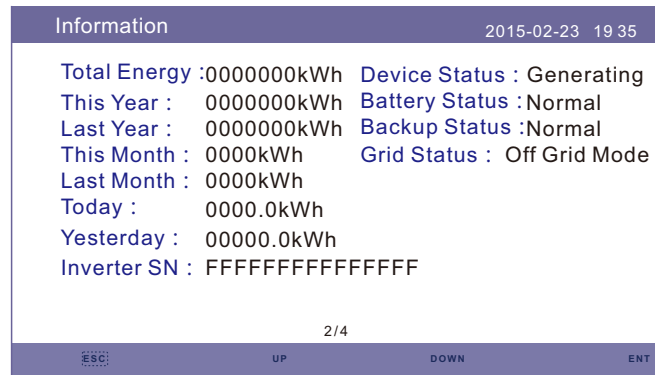 Information 2015-02-23 19 35
Total Energy : 0000000kWh Device Status : Generating
This Year : 0000000kWh Battery Status : Normal
Last Year : 0000000kWh Backup Status : Normal
This Month : 0000kWh Grid Status : Off Grid Mode
Last Month : 0000kWh
Today : 0000.0kWh
Yesterday : 00000.0kWh
Inverter SN : FFFFFFFFFFFFFFF
2/4
ESC UP DOWN ENT